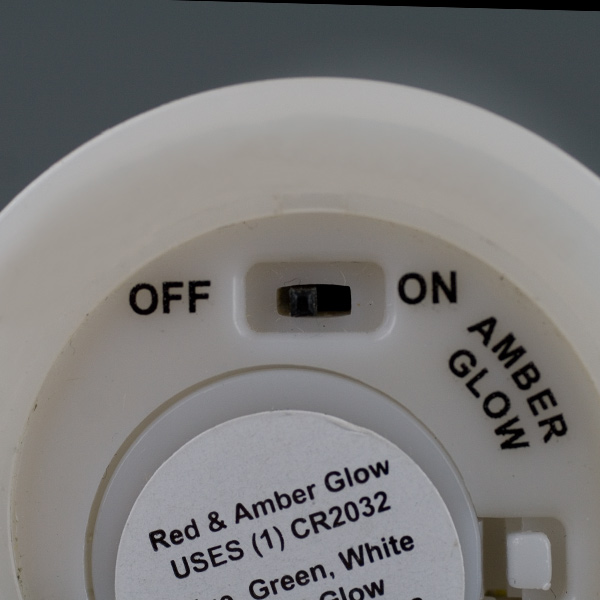 OFF
ON
AMBER
GLOW
Red & Amber Glow
USES (1) CR2032
Green, White
Glow